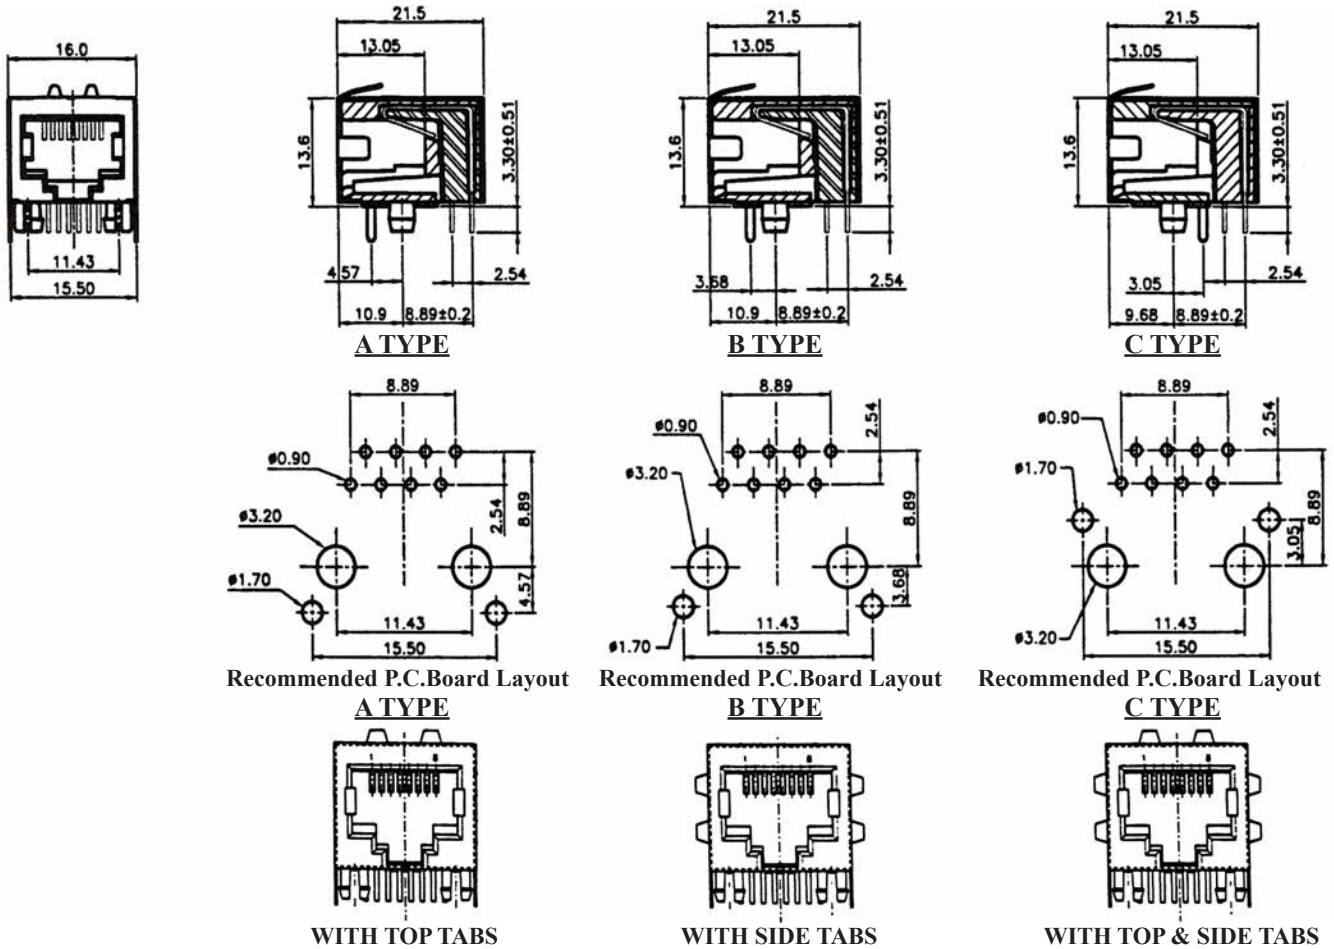 16.0
11.43
15.50
21.5
13.05
13.6
3.30±0.51
4.57
2.54
10.9
8.89±0.2
A TYPE
21.5
13.05
13.6
3.30±0.51
3.68
2.54
10.9
8.89±0.2
B TYPE
21.5
13.05
13.6
3.30±0.51
3.05
2.54
9.68
8.89±0.2
C TYPE
8.89
ø0.90
2.54
8.89
ø3.20
ø1.70
4.57
11.43
15.50
Recommended P.C.Board Layout
A TYPE
8.89
ø0.90
2.54
ø3.20
8.89
3.68
11.43
ø1.70
15.50
Recommended P.C.Board Layout
B TYPE
8.89
ø0.90
2.54
ø1.70
8.89
3.05
11.43
ø3.20
15.50
Recommended P.C.Board Layout
C TYPE
1 8
WITH TOP TABS
1 8
WITH SIDE TABS
1 8
WITH TOP & SIDE TABS